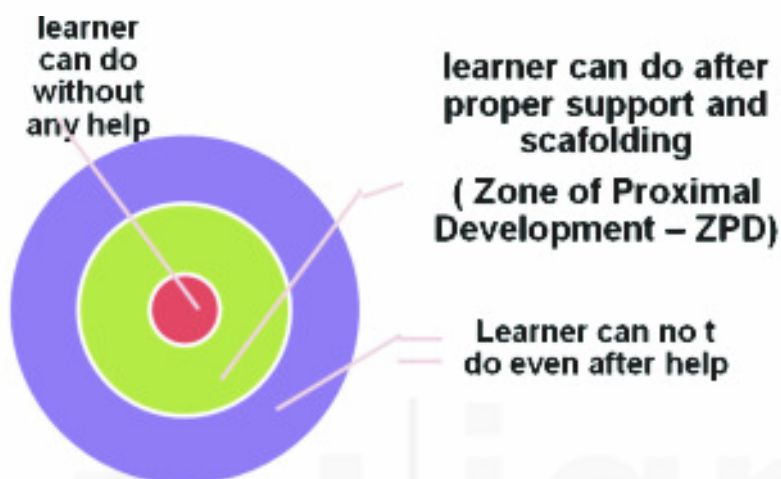 learner
can do
without
any help
learner can do after
proper support and
scafolding
( Zone of Proximal
Development – ZPD)
Learner can no t
do even after help